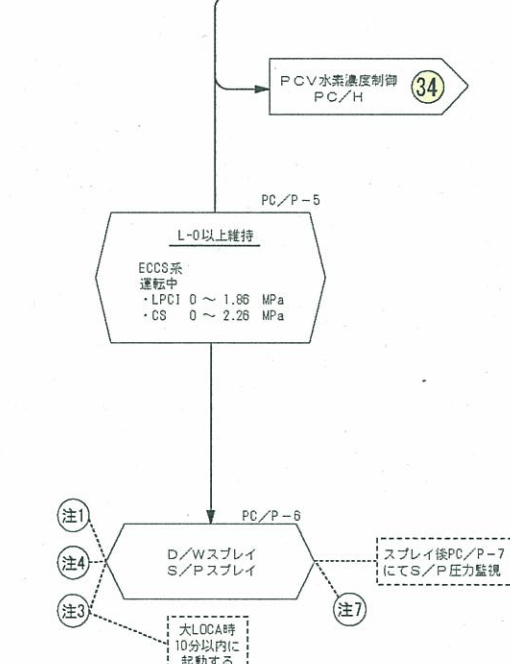 PCV水素濃度制御
PC/H
34
PC/P-5
L-0以上維持
ECCS系
運転中
・LPCI 0 ～ 1.86 MPa
・CS 0 ～ 2.26 MPa
PC/P-6
注1
注4
注3
D/Wスプレイ
S/Pスプレイ
スプレイ後PC/P-7
にてS/P圧力監視
注7
大LOCA時
10分以内に
起動する